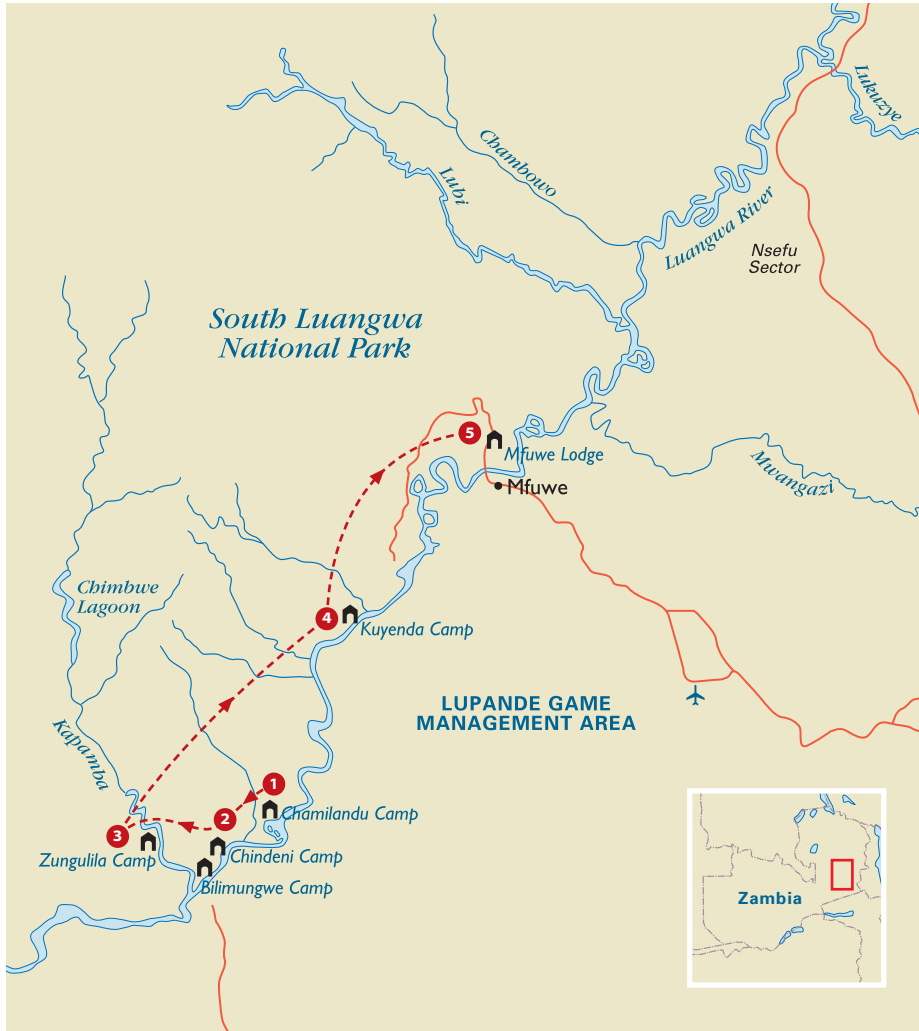 Lukuzye
Chambowo
Lubi
Luangwa River
Nsefu
Sector
South Luangwa
National Park
5
Mfuwe Lodge
Mfuwe
Mwangazi
Chimbwe
Lagoon
4
Kuyenda Camp
LUPANDE GAME
MANAGEMENT AREA
Kapamba
1
Chamilandu Camp
2
3
Zungulila Camp
Chindeni Camp
Bilimungwe Camp
Zambia